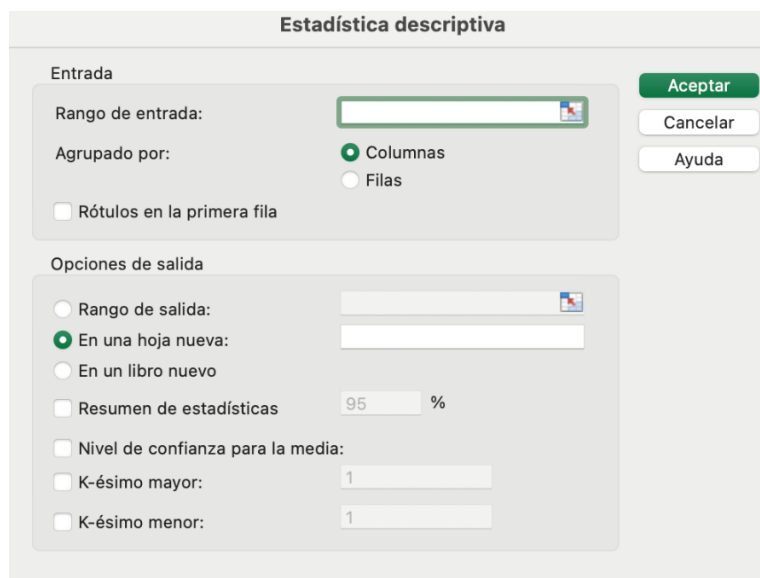 Estadística descriptiva
Entrada
Rango de entrada:
Agrupado por:
Columnas
Filas
Rótulos en la primera fila
Aceptar
Cancelar
Ayuda
Opciones de salida
Rango de salida:
En una hoja nueva:
En un libro nuevo
Resumen de estadísticas 95 %
Nivel de confianza para la media:
K-ésimo mayor: 1
K-ésimo menor: 1